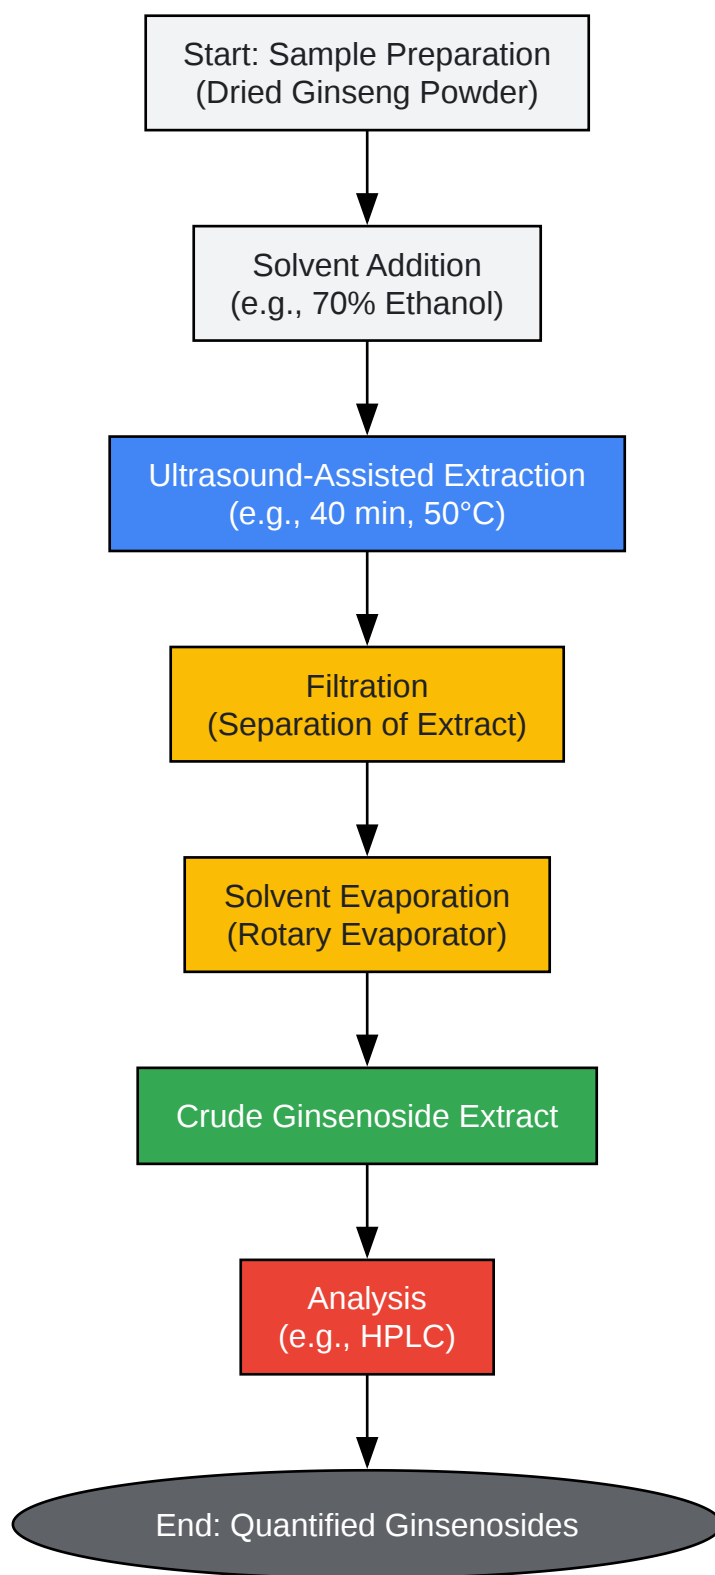 Start: Sample Preparation
(Dried Ginseng Powder)
Solvent Addition
(e.g., 70% Ethanol)
Ultrasound-Assisted Extraction
(e.g., 40 min, 50°C)
Filtration
(Separation of Extract)
Solvent Evaporation
(Rotary Evaporator)
Crude Ginsenoside Extract
Analysis
(e.g., HPLC)
End: Quantified Ginsenosides